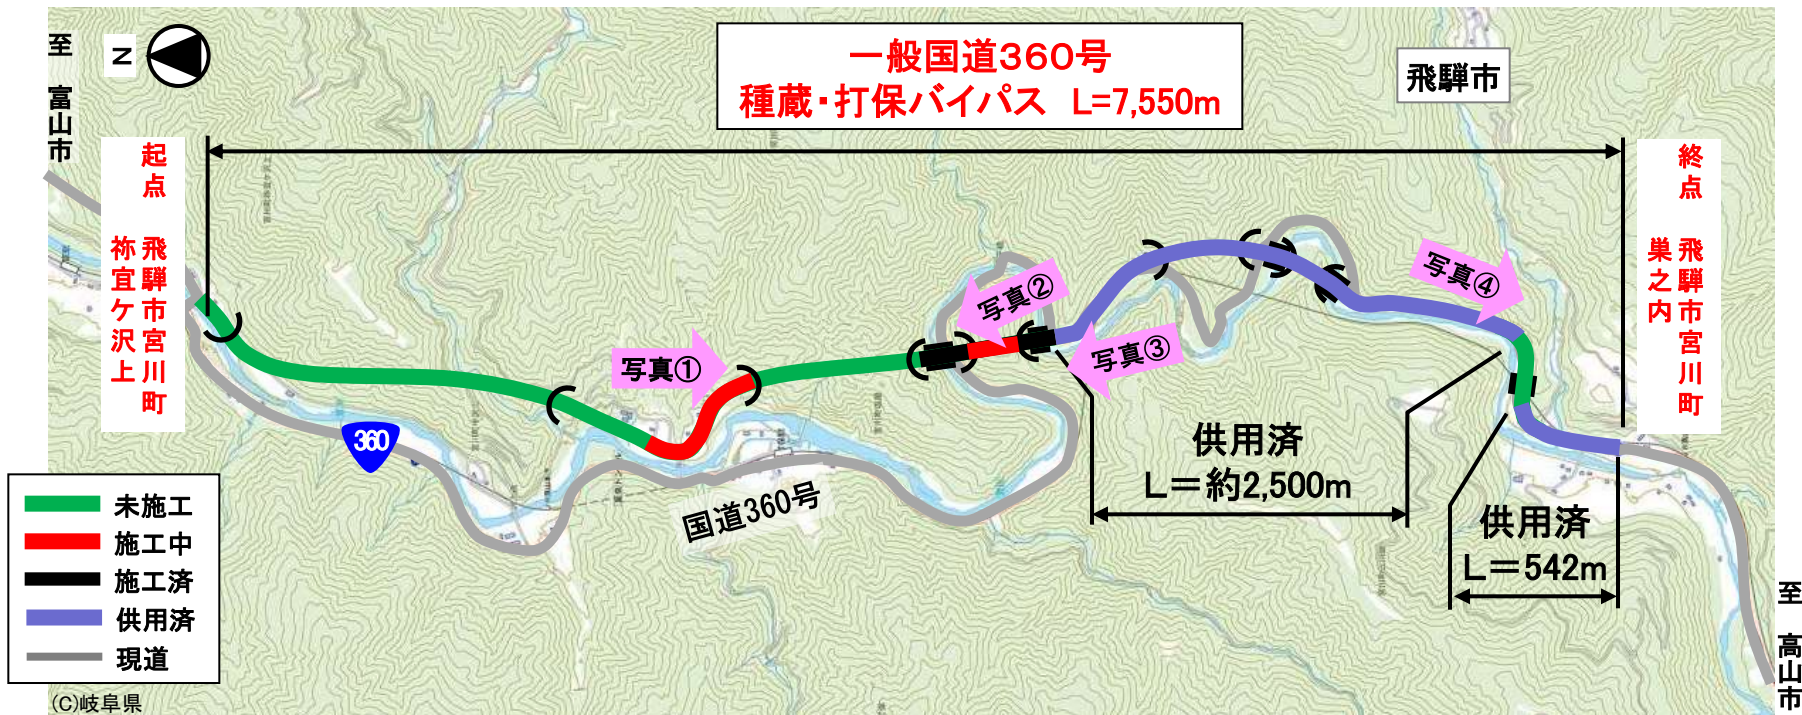 至 富山市
N
一般国道360号
種蔵・打保バイパス L=7,550m
飛騨市
起点 飛騨市宮川町
祢宜ケ沢上
終点 飛騨市宮川町
巣之内
写真①
写真②
写真③
写真④
360
国道360号
供用済
L=約2,500m
供用済
L=542m
未施工
施工中
施工済
供用済
現道
至 高山市
(C)岐阜県